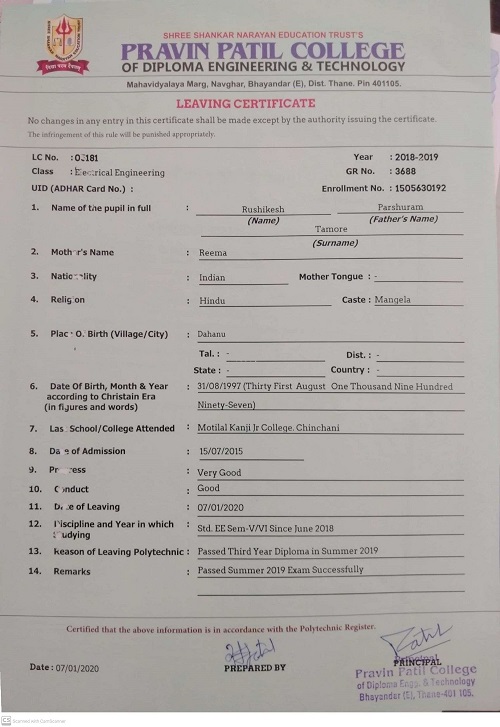 SHREE SHANKAR NARAYAN EDUCATION TRUST'S
PRAVIN PATIL COLLEGE
OF DIPLOMA ENGINEERING & TECHNOLOGY
Mahavidyalaya Marg, Navghar, Bhayandar (E), Dist. Thane. Pin 401105.
LEAVING CERTIFICATE
No changes in any entry in this certificate shall be made except by the authority issuing the certificate.
The infringement of this rule will be punished appropriately.
LC No. : Year : 2018-2019
Class : Electrical Engineering GR No. : 3688
UID (ADHAR Card No.) : Enrollment No. : 1505630192
1. Name of the pupil in full : Rushikesh Parshuram
(Name) (Father's Name)
Tamore
(Surname)
2. Mother's Name : Reema
3. Nationality : Indian Mother Tongue : -
4. Religion : Hindu Caste : Mangela
5. Place Of Birth (Village/City) : Dahanu
Tal. : - Dist. : -
State : - Country : -
6. Date Of Birth, Month & Year : 31/08/1997 (Thirty First August One Thousand Nine Hundred
according to Christain Era
(in figures and words) Ninety-Seven)
7. Las School/College Attended : Motilal Kanji Jr College, Chinchani
8. Date of Admission : 15/07/2015
9. Progress : Very Good
10. Conduct : Good
11. Date of Leaving : 07/01/2020
12. Discipline and Year in which : Std. EE Sem-V/VI Since June 2018
Studying
13. Reason of Leaving Polytechnic : Passed Third Year Diploma in Summer 2019
14. Remarks : Passed Summer 2019 Exam Successfully
Certified that the above information is in accordance with the Polytechnic Register.
Date : 07/01/2020 PREPARED BY PRINCIPAL
Principal
Pravin Patil College
of Diploma Engg. & Technology
Bhayandar (E), Thane-401 105.
CS Scanned with CamScanner